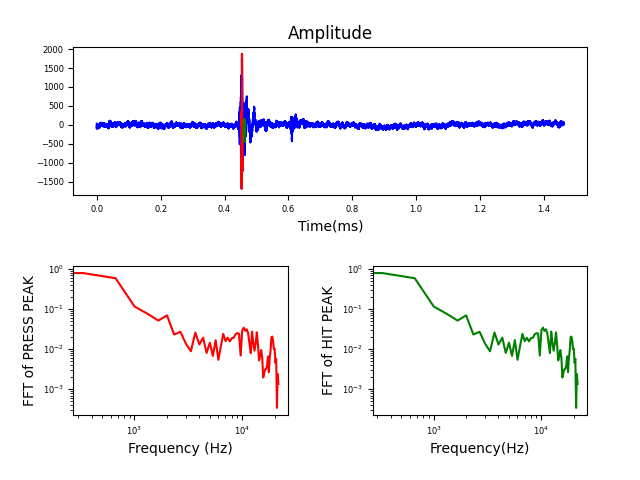 Amplitude
2000
1500
1000
500
0
−500
−1000
−1500
0.0 0.2 0.4 0.6 0.8 1.0 1.2 1.4
Time(ms)
FFT of PRESS PEAK
10⁰
10⁻¹
10⁻²
10⁻³
10³ 10⁴
Frequency (Hz)
FFT of HIT PEAK
10⁰
10⁻¹
10⁻²
10⁻³
10³ 10⁴
Frequency(Hz)